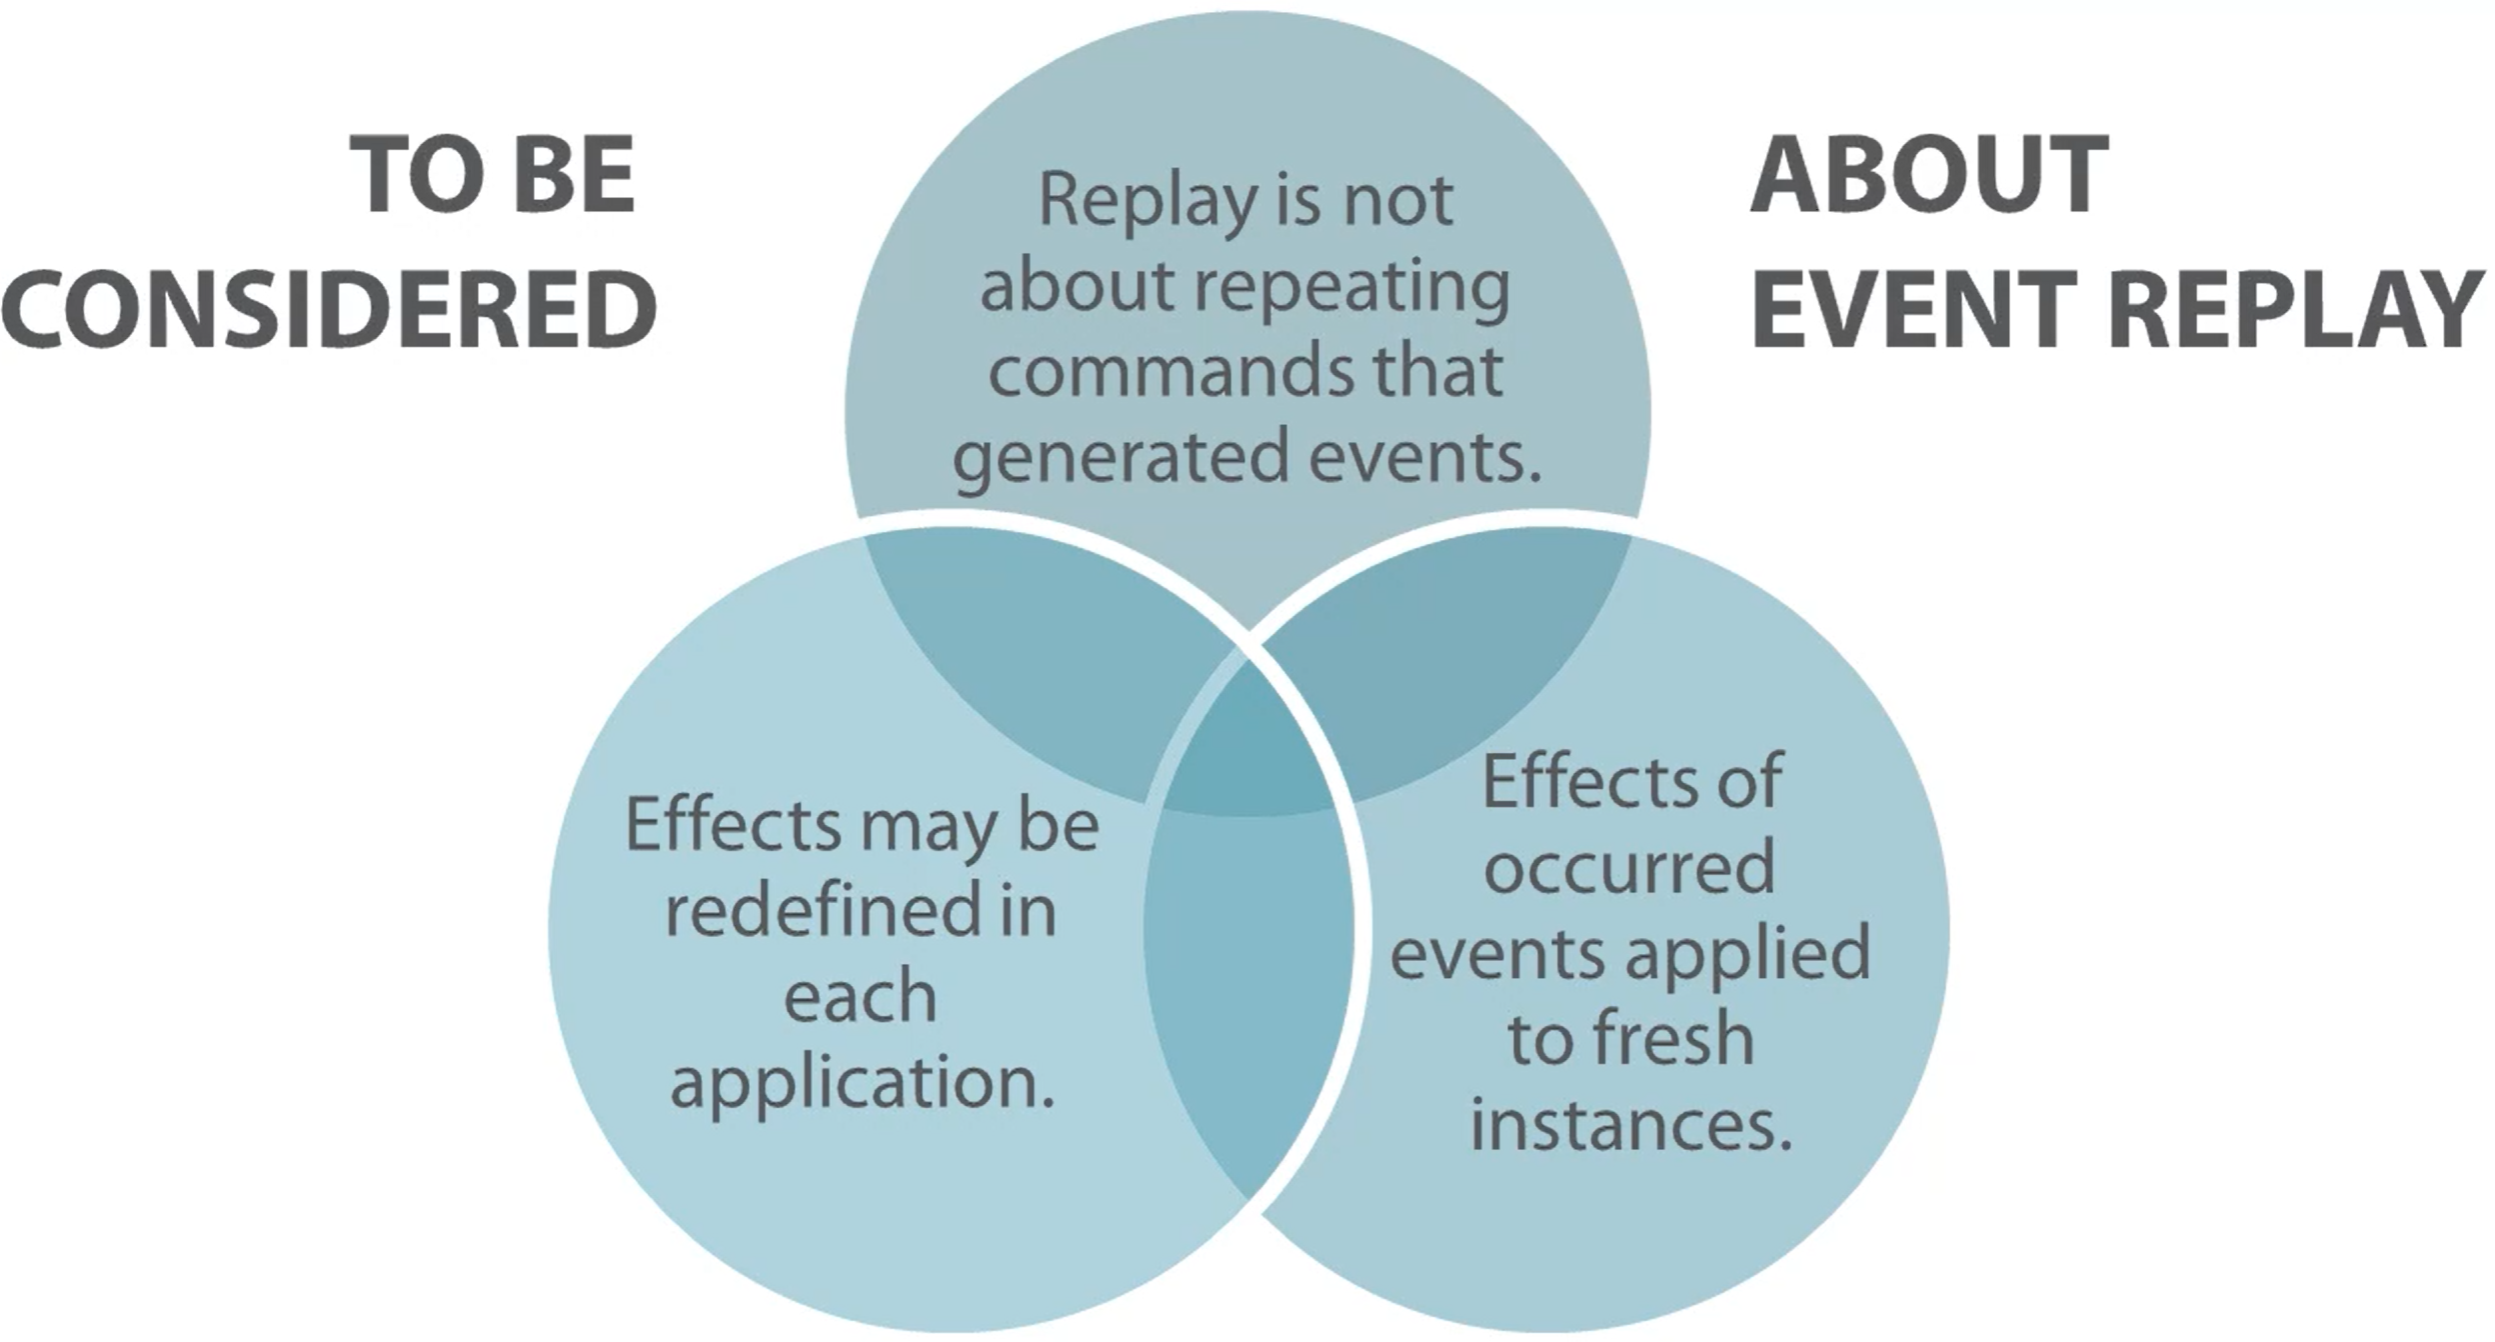 TO BE
CONSIDERED
ABOUT
EVENT REPLAY
Replay is not
about repeating
commands that
generated events.
Effects may be
redefined in
each
application.
Effects of
occurred
events applied
to fresh
instances.